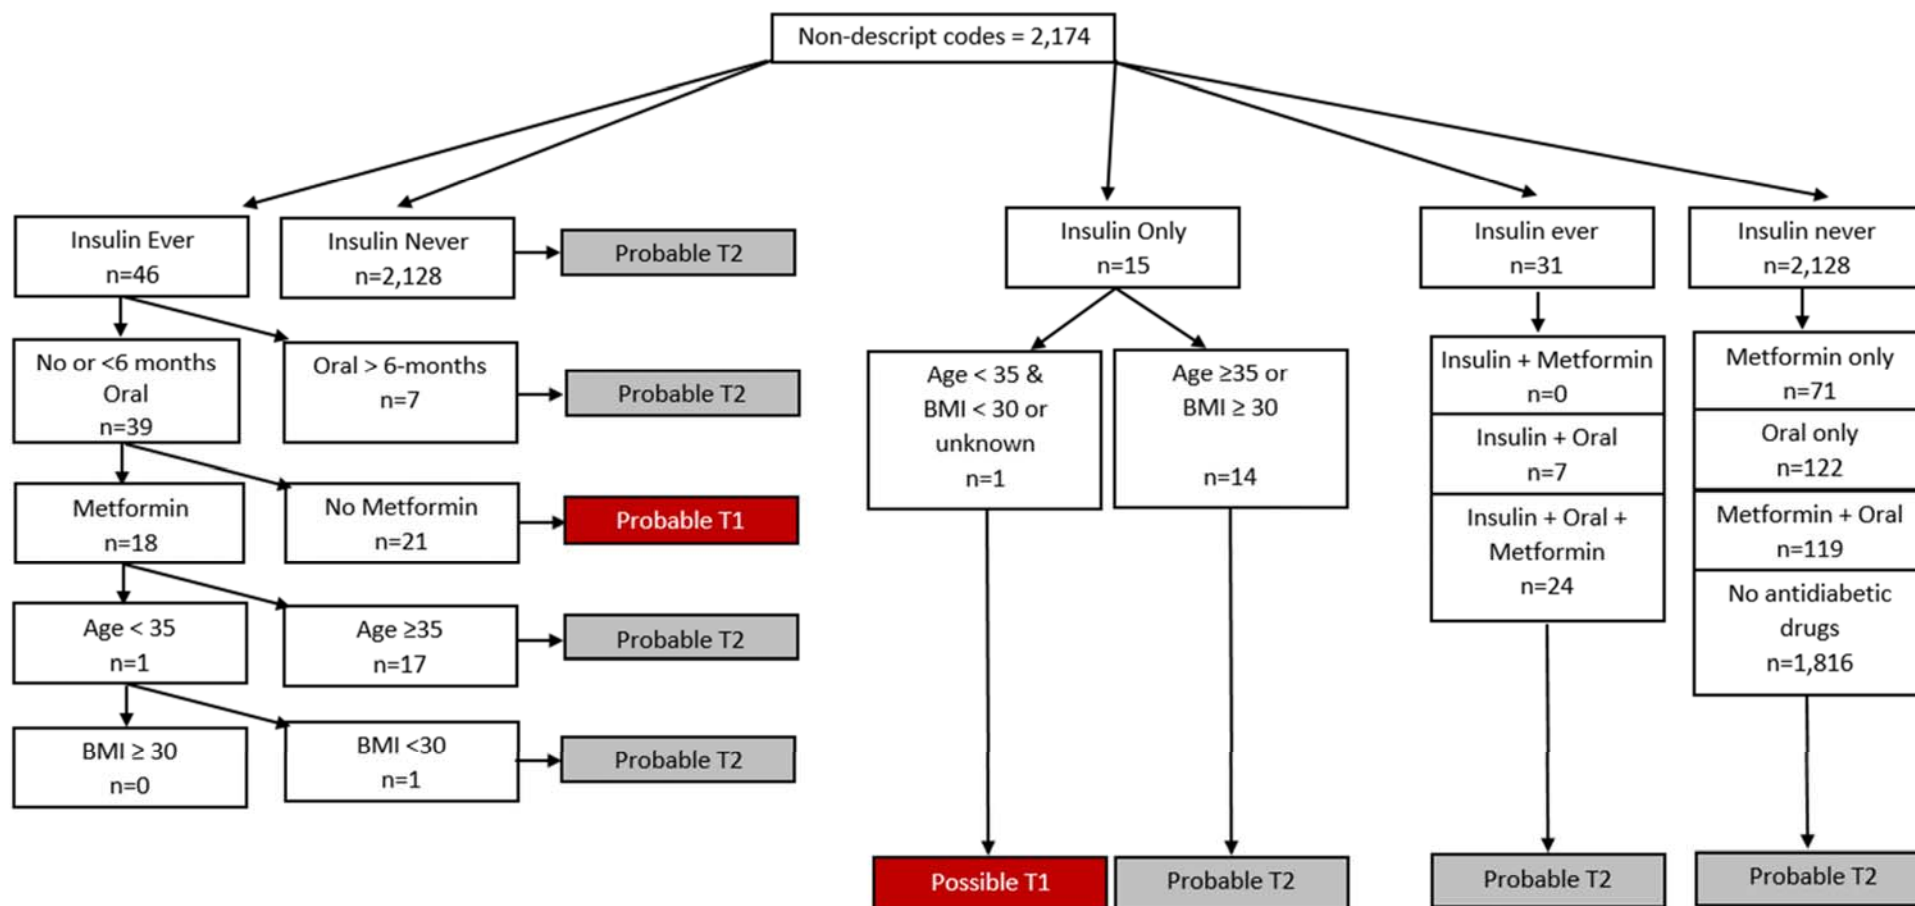 Non-descript codes = 2,174
Insulin Ever
n=46
Insulin Never
n=2,128
Probable T2
No or <6 months
Oral
n=39
Oral > 6-months
n=7
Probable T2
Metformin
n=18
No Metformin
n=21
Probable T1
Age < 35
n=1
Age ≥35
n=17
Probable T2
BMI ≥ 30
n=0
BMI <30
n=1
Probable T2
Insulin Only
n=15
Age < 35 &
BMI < 30 or
unknown
n=1
Age ≥35 or
BMI ≥ 30
n=14
Possible T1
Probable T2
Insulin ever
n=31
Insulin + Metformin
n=0
Insulin + Oral
n=7
Insulin + Oral +
Metformin
n=24
Probable T2
Insulin never
n=2,128
Metformin only
n=71
Oral only
n=122
Metformin + Oral
n=119
No antidiabetic
drugs
n=1,816
Probable T2